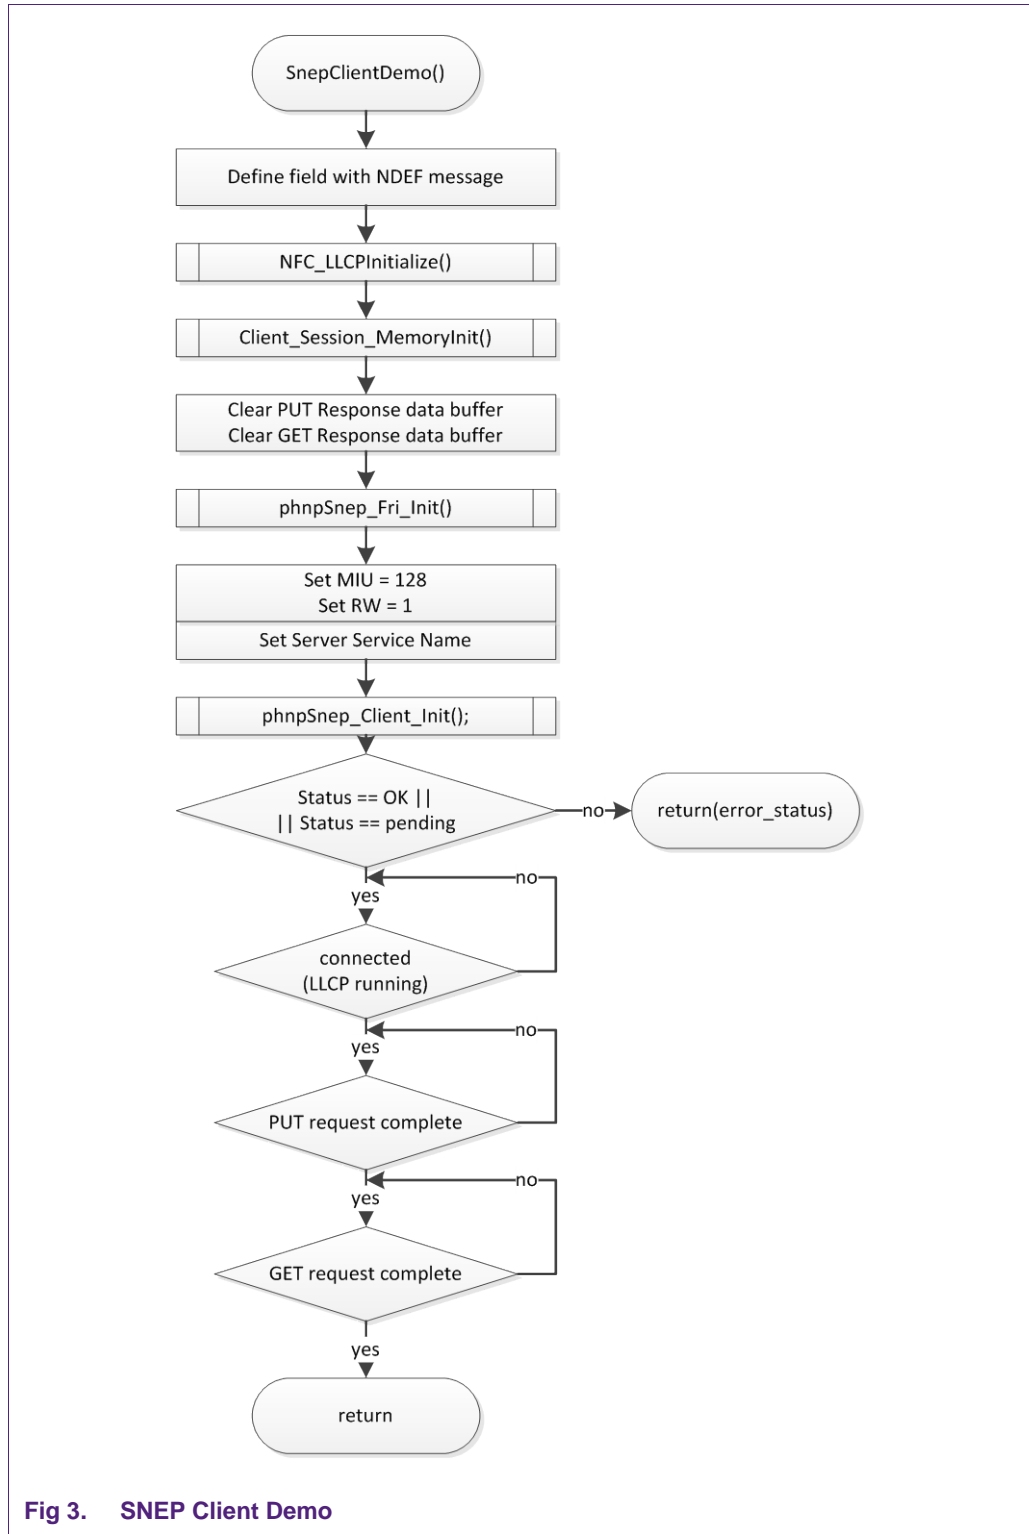 SnepClientDemo()
Define field with NDEF message
NFC_LLCPInitialize()
Client_Session_MemoryInit()
Clear PUT Response data buffer
Clear GET Response data buffer
phnpSnep_Fri_Init()
Set MIU = 128
Set RW = 1
Set Server Service Name
phnpSnep_Client_Init();
Status == OK ||
|| Status == pending
no
return(error_status)
no
yes
connected
(LLCP running)
no
yes
PUT request complete
no
yes
GET request complete
yes
return
Fig 3. SNEP Client Demo